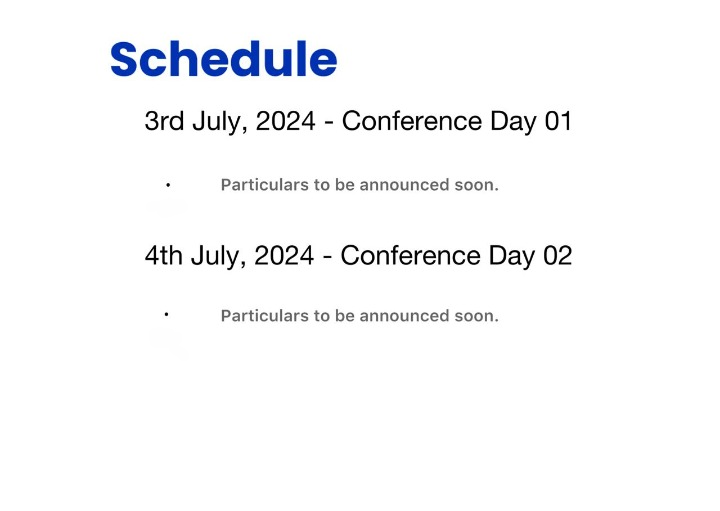 Schedule
3rd July, 2024 - Conference Day 01
• Particulars to be announced soon.
4th July, 2024 - Conference Day 02
• Particulars to be announced soon.